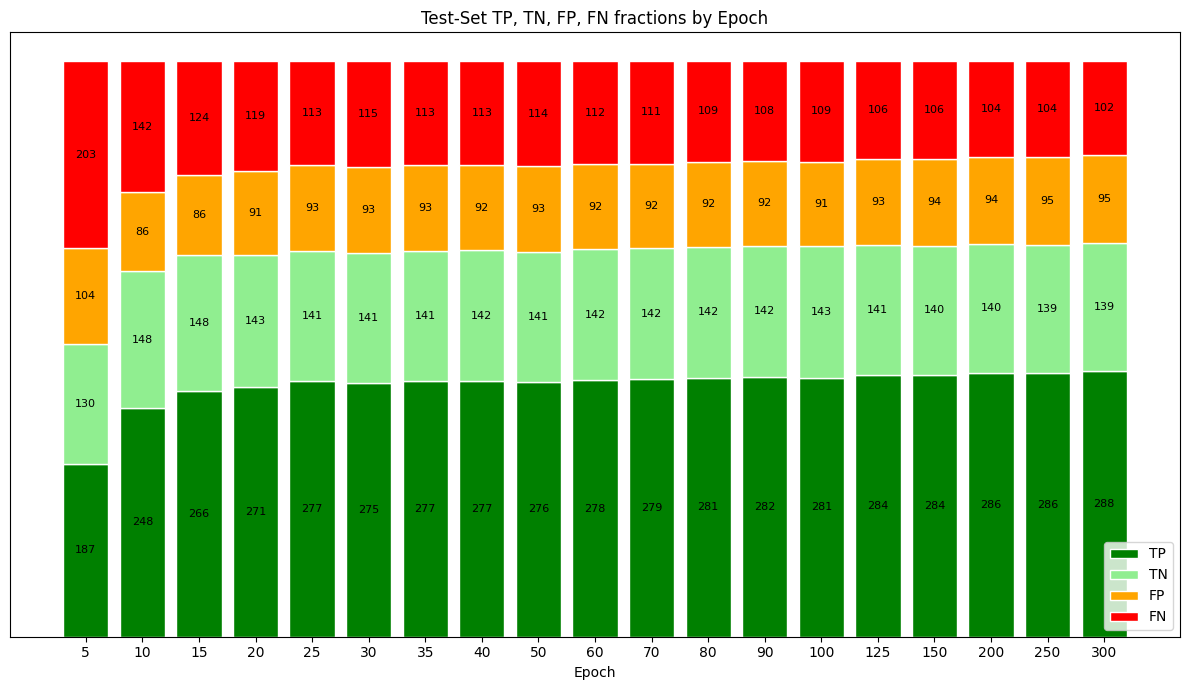 Test-Set TP, TN, FP, FN fractions by Epoch
203 142 124 119 113 115 113 113 114 112 111 109 108 109 106 106 104 104 102
104 86 86 91 93 93 93 92 93 92 92 92 92 91 93 94 94 95 95
130 148 148 143 141 141 141 142 141 142 142 142 142 143 141 140 140 139 139
187 248 266 271 277 275 277 277 276 278 279 281 282 281 284 284 286 286 288
TP
TN
FP
FN
5 10 15 20 25 30 35 40 50 60 70 80 90 100 125 150 200 250 300
Epoch